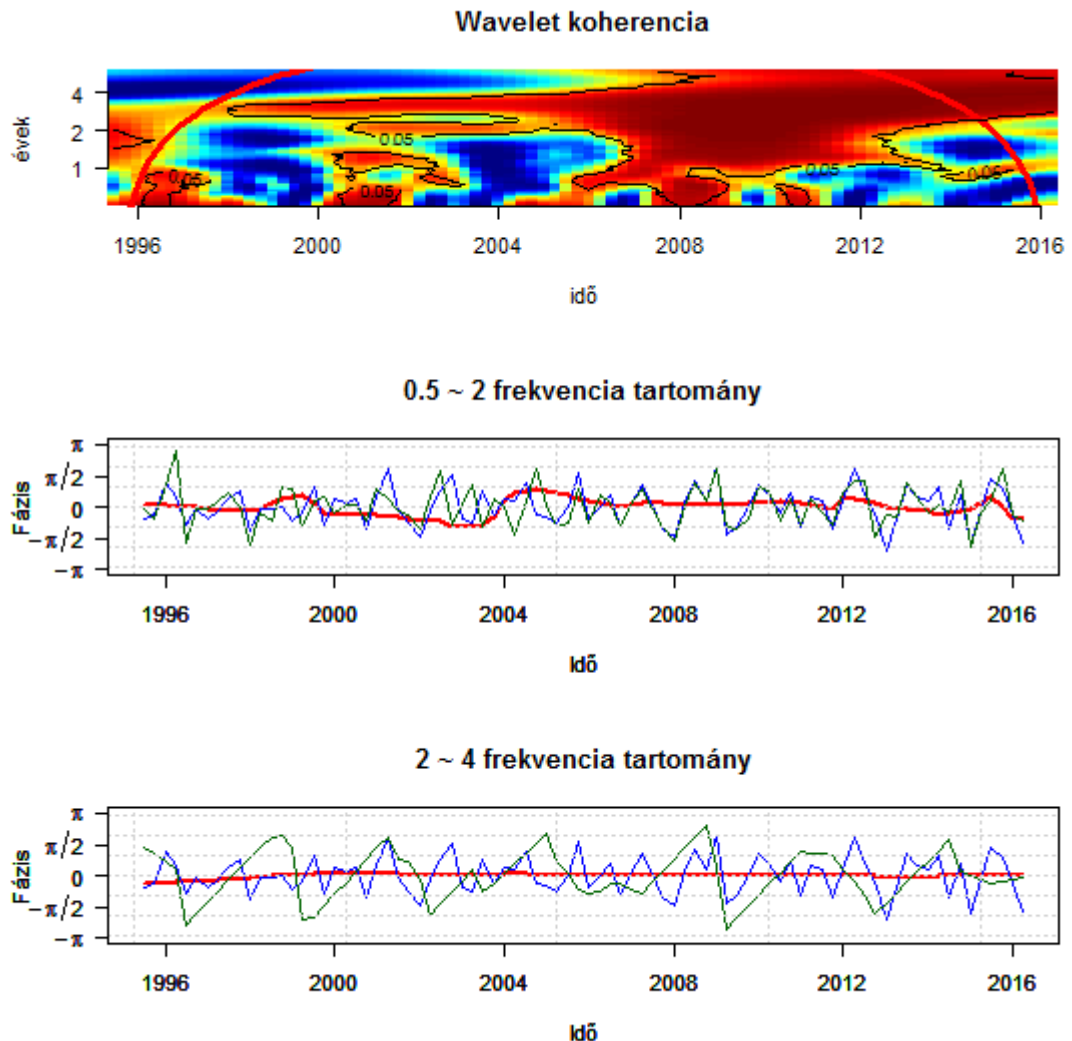 Wavelet koherencia
évek
4
2
1
0.05
0.05
0.05
0.05
0.05
0.05
1996 2000 2004 2008 2012 2016
idő
0.5 ~ 2 frekvencia tartomány
Fázis
π
π/2
0
−π/2
−π
1996 2000 2004 2008 2012 2016
Idő
2 ~ 4 frekvencia tartomány
Fázis
π
π/2
0
−π/2
−π
1996 2000 2004 2008 2012 2016
Idő